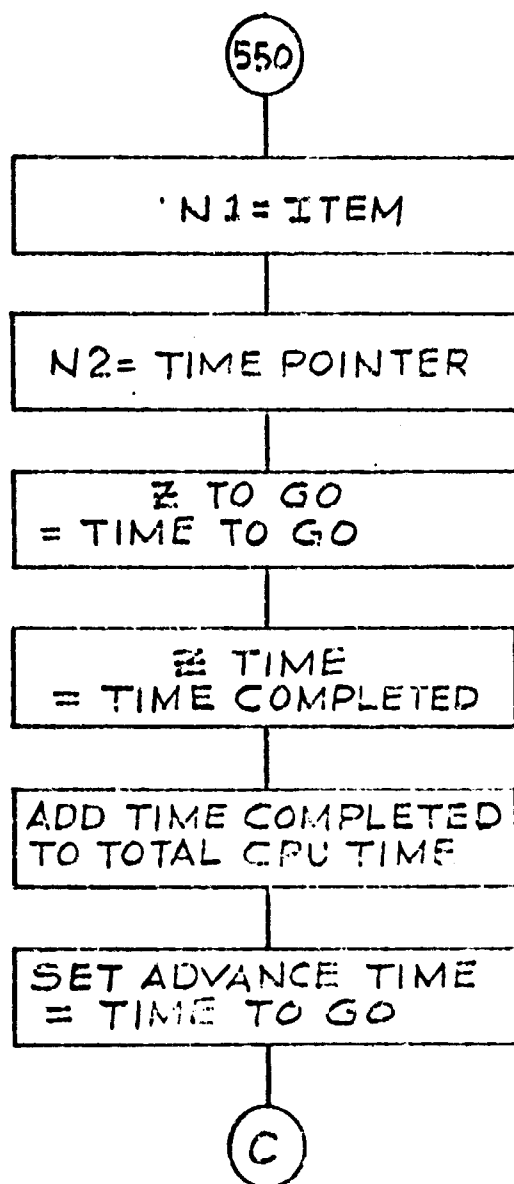 550
N1 = ITEM
N2 = TIME POINTER
Z TO GO
= TIME TO GO
Z TIME
= TIME COMPLETED
ADD TIME COMPLETED
TO TOTAL CPU TIME
SET ADVANCE TIME
= TIME TO GO
C